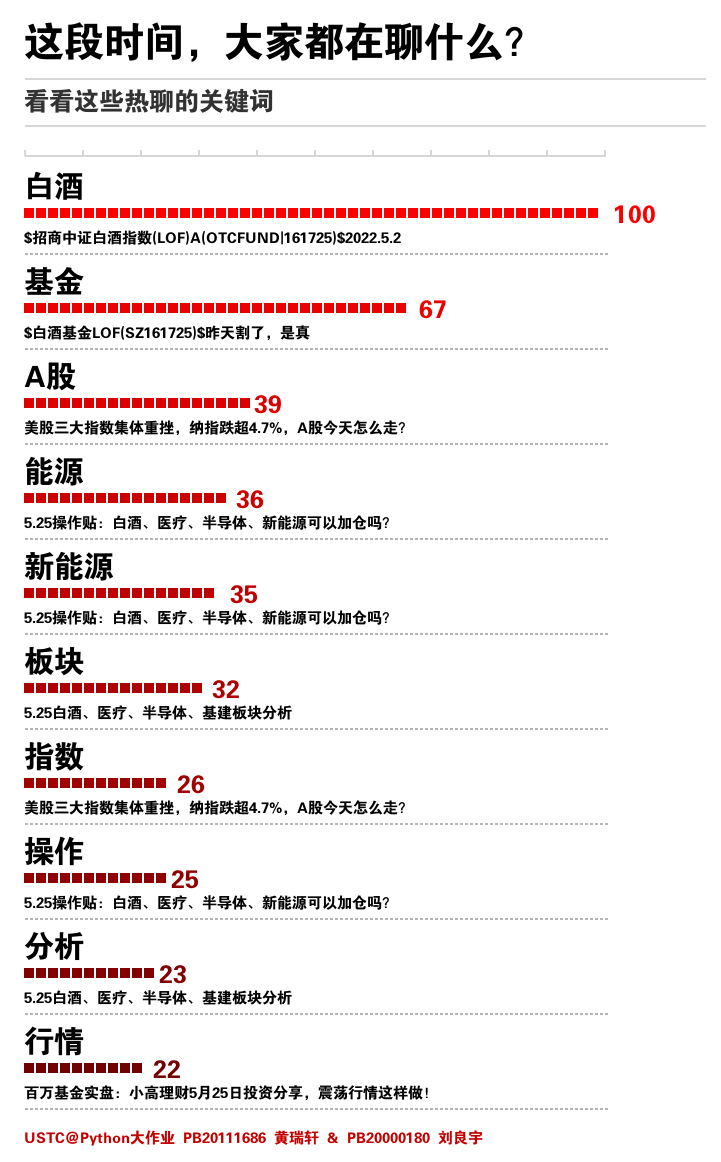 这段时间，大家都在聊什么？
看看这些热聊的关键词
白酒
100
$招商中证白酒指数(LOF)A(OTCFUND|161725)$2022.5.2
基金
67
$白酒基金LOF(SZ161725)$昨天割了，是真
A股
39
美股三大指数集体重挫，纳指跌超4.7%，A股今天怎么走？
能源
36
5.25操作贴：白酒、医疗、半导体、新能源可以加仓吗？
新能源
35
5.25操作贴：白酒、医疗、半导体、新能源可以加仓吗？
板块
32
5.25白酒、医疗、半导体、基建板块分析
指数
26
美股三大指数集体重挫，纳指跌超4.7%，A股今天怎么走？
操作
25
5.25操作贴：白酒、医疗、半导体、新能源可以加仓吗？
分析
23
5.25白酒、医疗、半导体、基建板块分析
行情
22
百万基金实盘：小高理财5月25日投资分享，震荡行情这样做！
USTC@Python大作业 PB20111686 黄瑞轩 & PB20000180 刘良宇